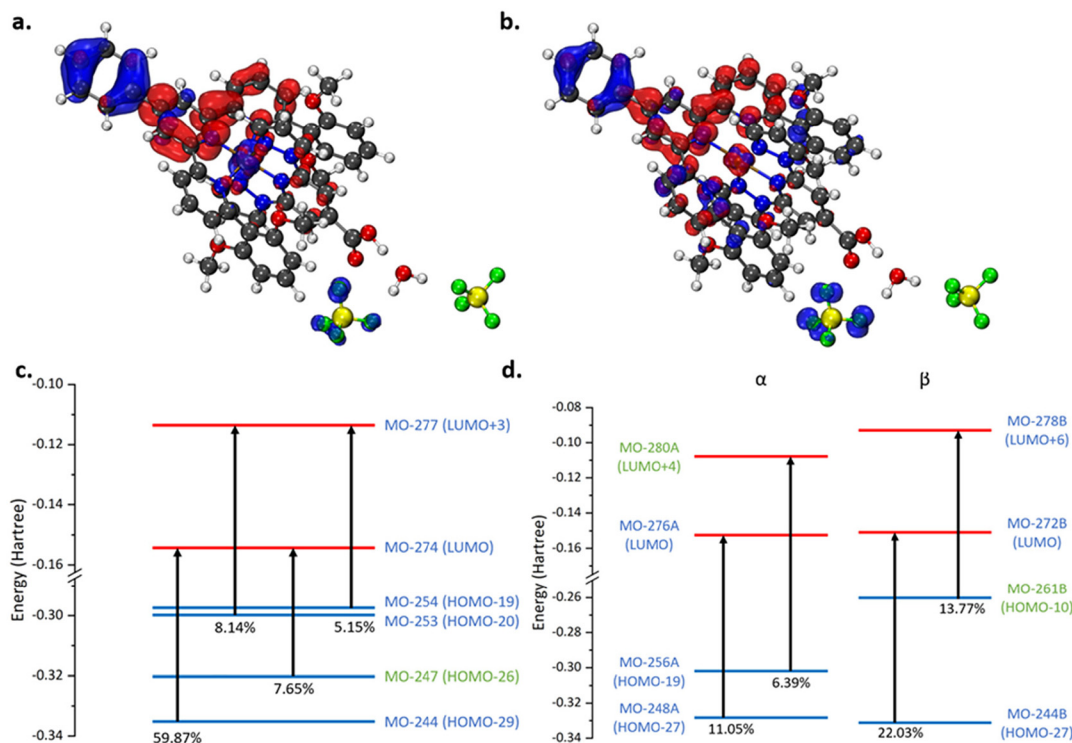 a.
b.
c.
Energy (Hartree)
-0.10
-0.12
-0.14
-0.16
-0.30
-0.32
-0.34
MO-277 (LUMO+3)
MO-274 (LUMO)
MO-254 (HOMO-19)
MO-253 (HOMO-20)
8.14%
5.15%
MO-247 (HOMO-26)
7.65%
MO-244 (HOMO-29)
59.87%
d.
α
β
Energy (Hartree)
-0.08
-0.10
-0.12
-0.14
-0.16
-0.26
-0.28
-0.30
-0.32
-0.34
MO-280A
(LUMO+4)
MO-276A
(LUMO)
MO-256A
(HOMO-19)
6.39%
MO-248A
(HOMO-27)
11.05%
MO-278B
(LUMO+6)
MO-272B
(LUMO)
MO-261B
(HOMO-10)
13.77%
MO-244B
(HOMO-27)
22.03%